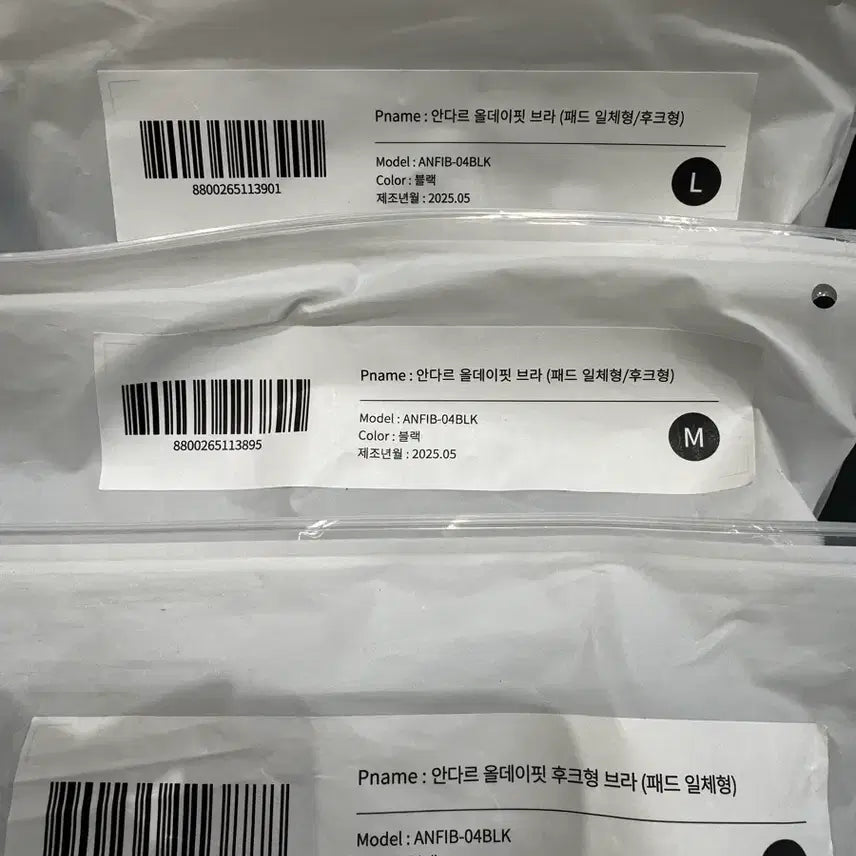 Pname : 안다르 올데이핏 브라 (패드 일체형/후크형)
Model : ANFIB-04BLK
Color : 블랙
제조년월 : 2025.05
L
8800265113901
Pname : 안다르 올데이핏 브라 (패드 일체형/후크형)
Model : ANFIB-04BLK
Color : 블랙
제조년월 : 2025.05
M
8800265113895
Pname : 안다르 올데이핏 후크형 브라 (패드 일체형)
Model : ANFIB-04BLK